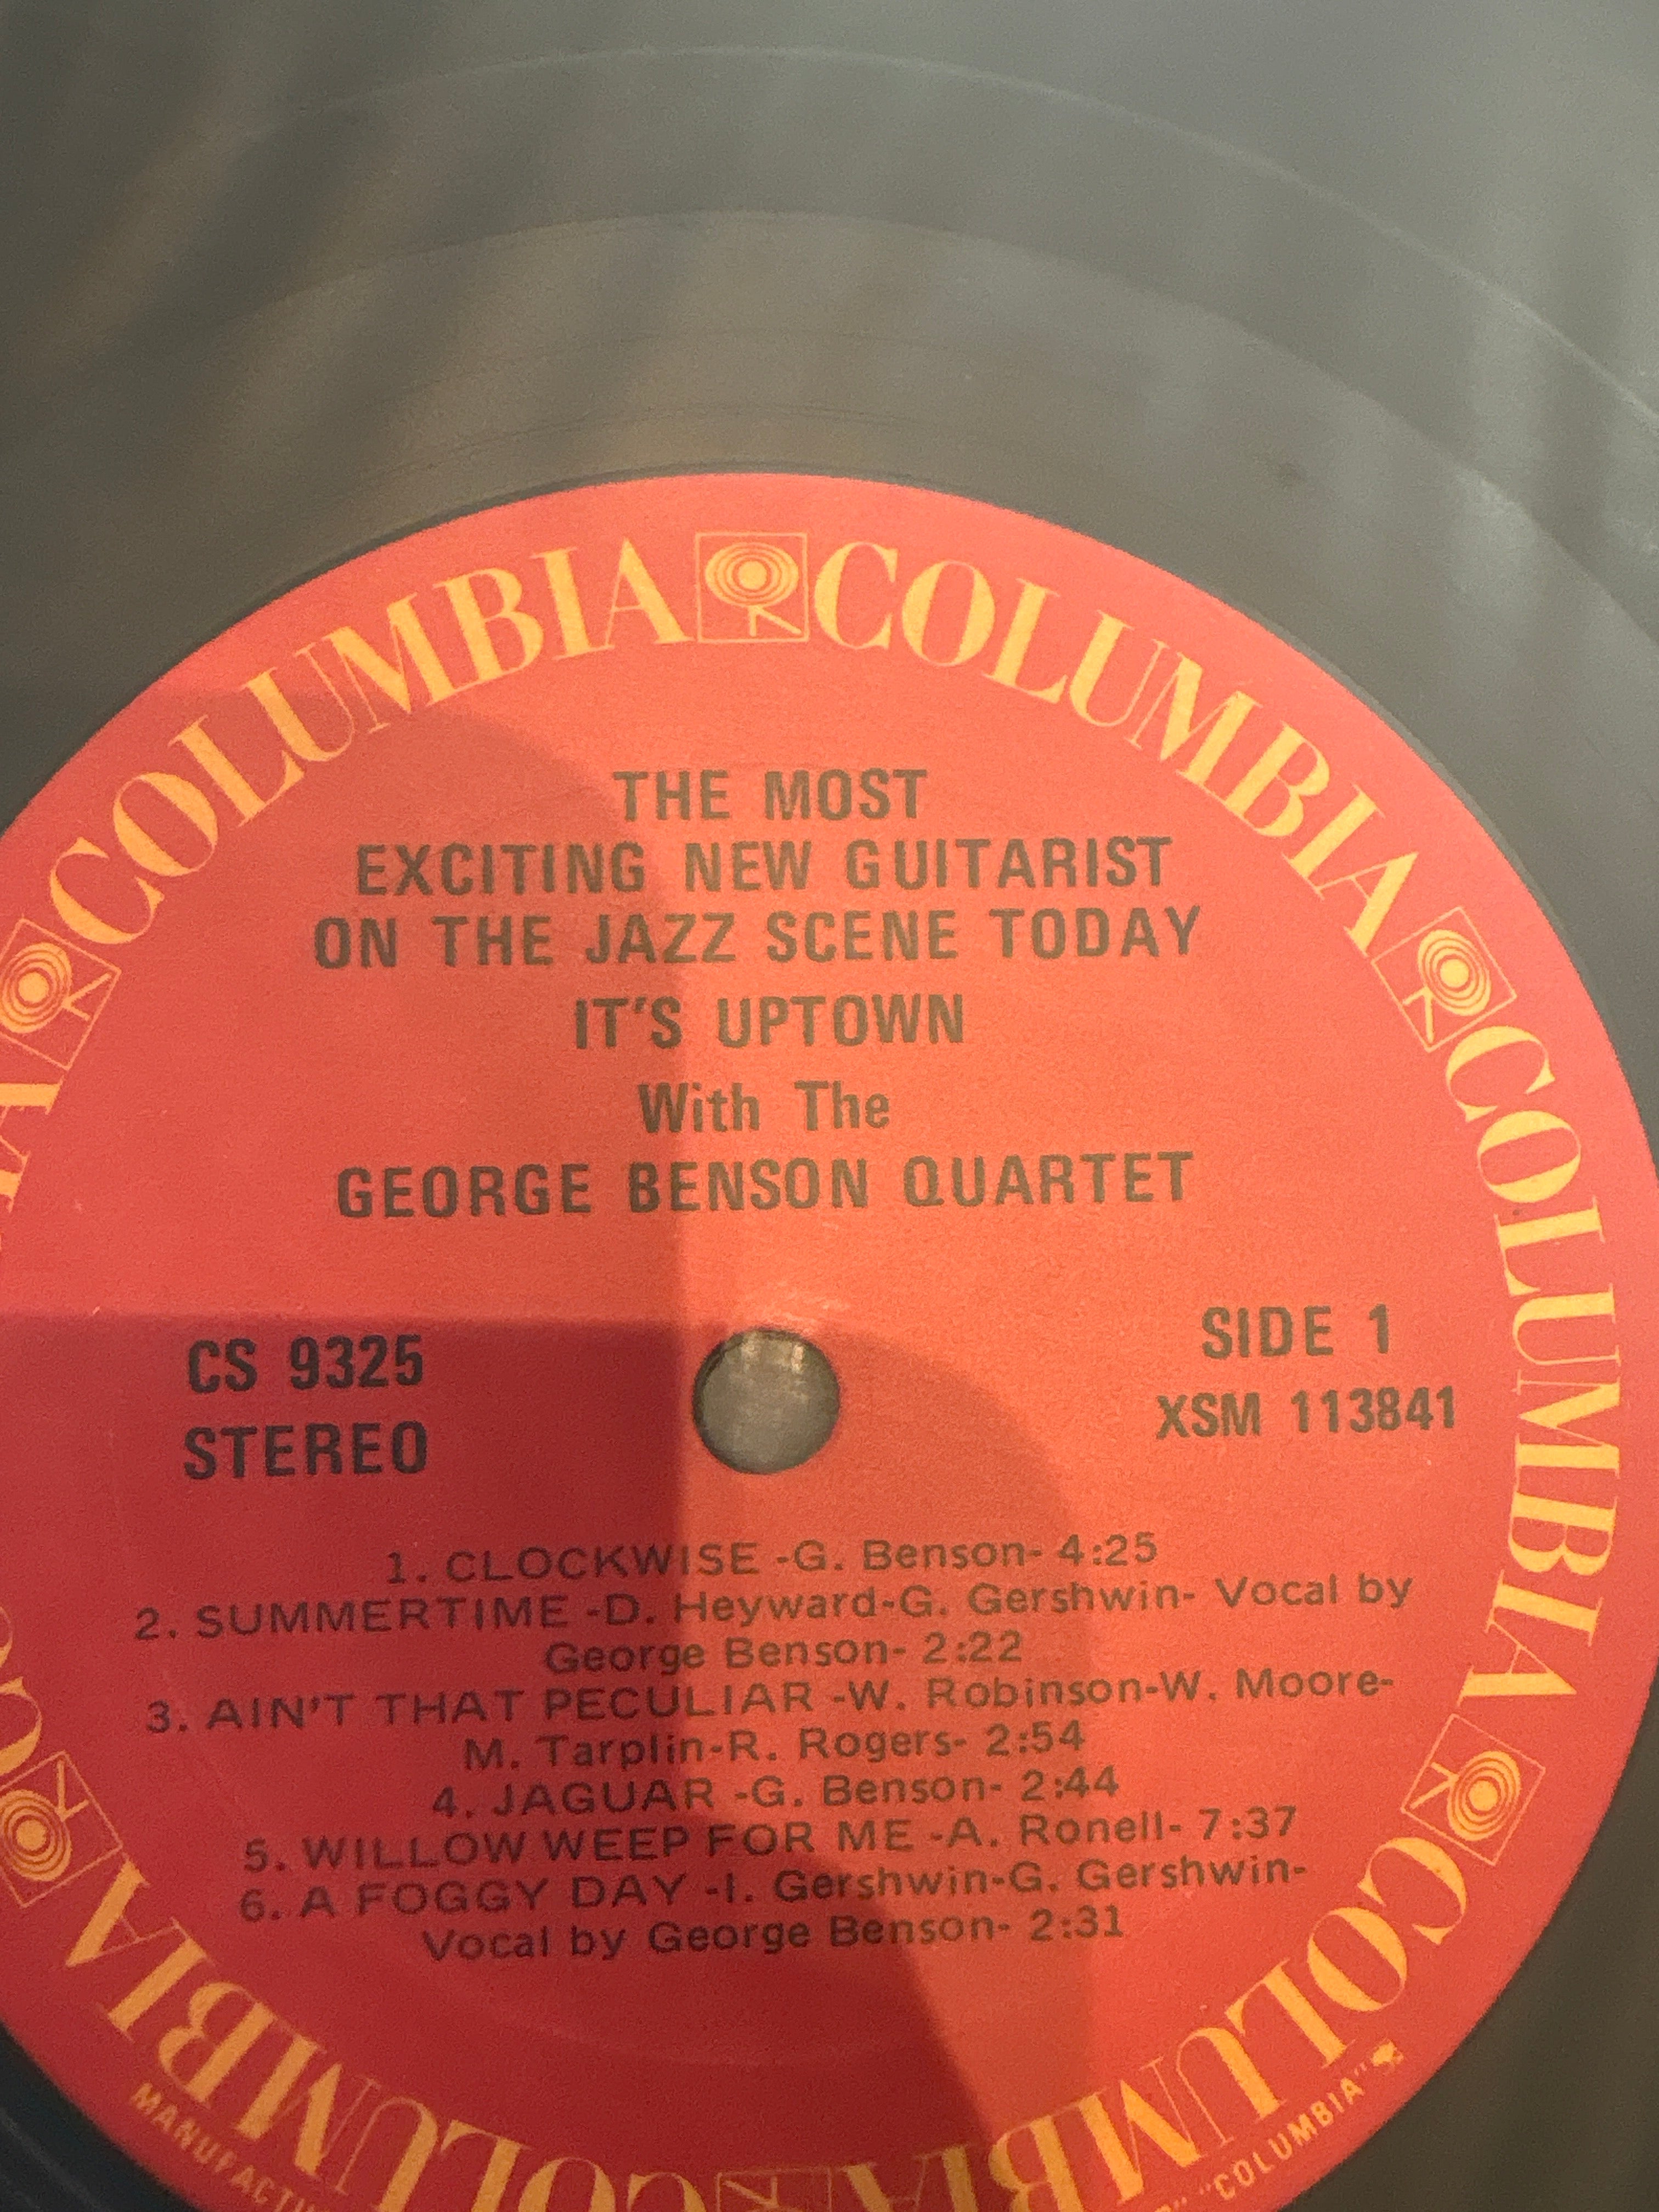 COLUMBIA COLUMBIA COLUMBIA COLUMBIA COLUMBIA COLUMBIA
THE MOST
EXCITING NEW GUITARIST
ON THE JAZZ SCENE TODAY
IT'S UPTOWN
With The
GEORGE BENSON QUARTET
CS 9325
STEREO
SIDE 1
XSM 113841
1. CLOCKWISE -G. Benson- 4:25
2. SUMMERTIME -D. Heyward-G. Gershwin- Vocal by
George Benson- 2:22
3. AIN'T THAT PECULIAR -W. Robinson-W. Moore-
M. Tarplin-R. Rogers- 2:54
4. JAGUAR -G. Benson- 2:44
5. WILLOW WEEP FOR ME -A. Ronell- 7:37
6. A FOGGY DAY -I. Gershwin-G. Gershwin-
Vocal by George Benson- 2:31
"COLUMBIA"